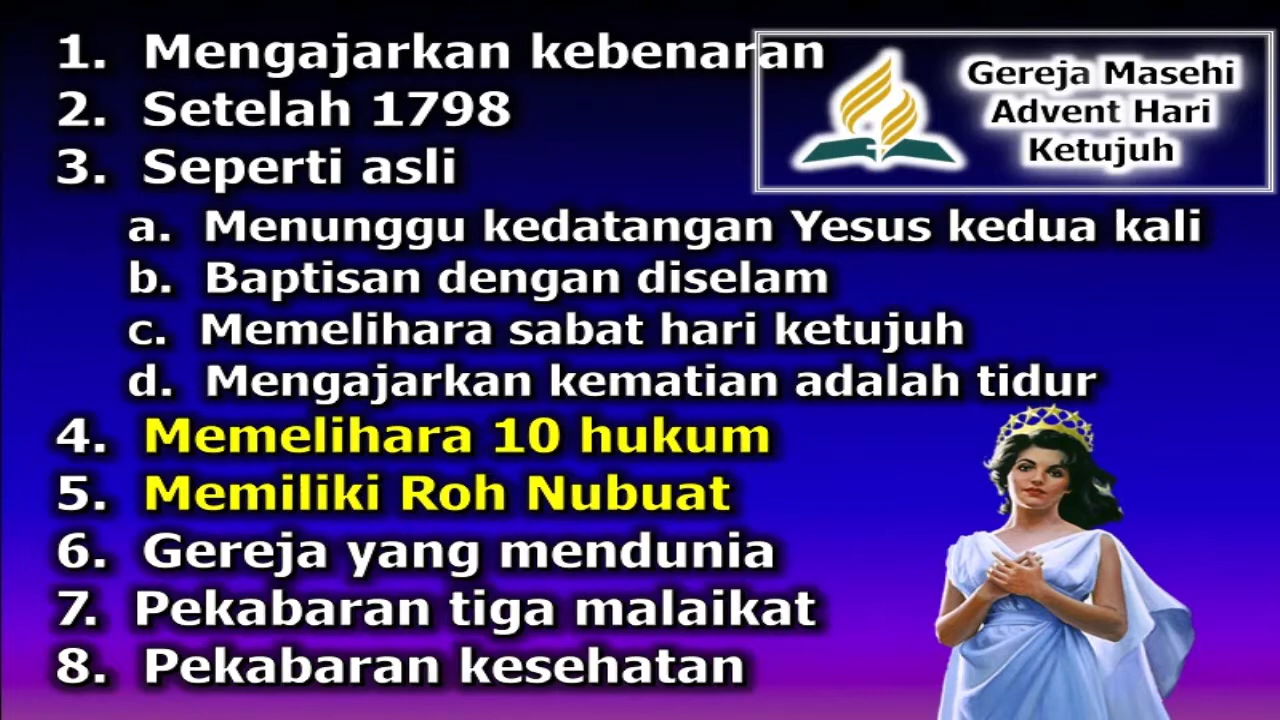 1. Mengajarkan kebenaran
2. Setelah 1798
3. Seperti asli
a. Menunggu kedatangan Yesus kedua kali
b. Baptisan dengan diselam
c. Memelihara sabat hari ketujuh
d. Mengajarkan kematian adalah tidur
4. Memelihara 10 hukum
5. Memiliki Roh Nubuat
6. Gereja yang mendunia
7. Pekabaran tiga malaikat
8. Pekabaran kesehatan
Gereja Masehi
Advent Hari
Ketujuh